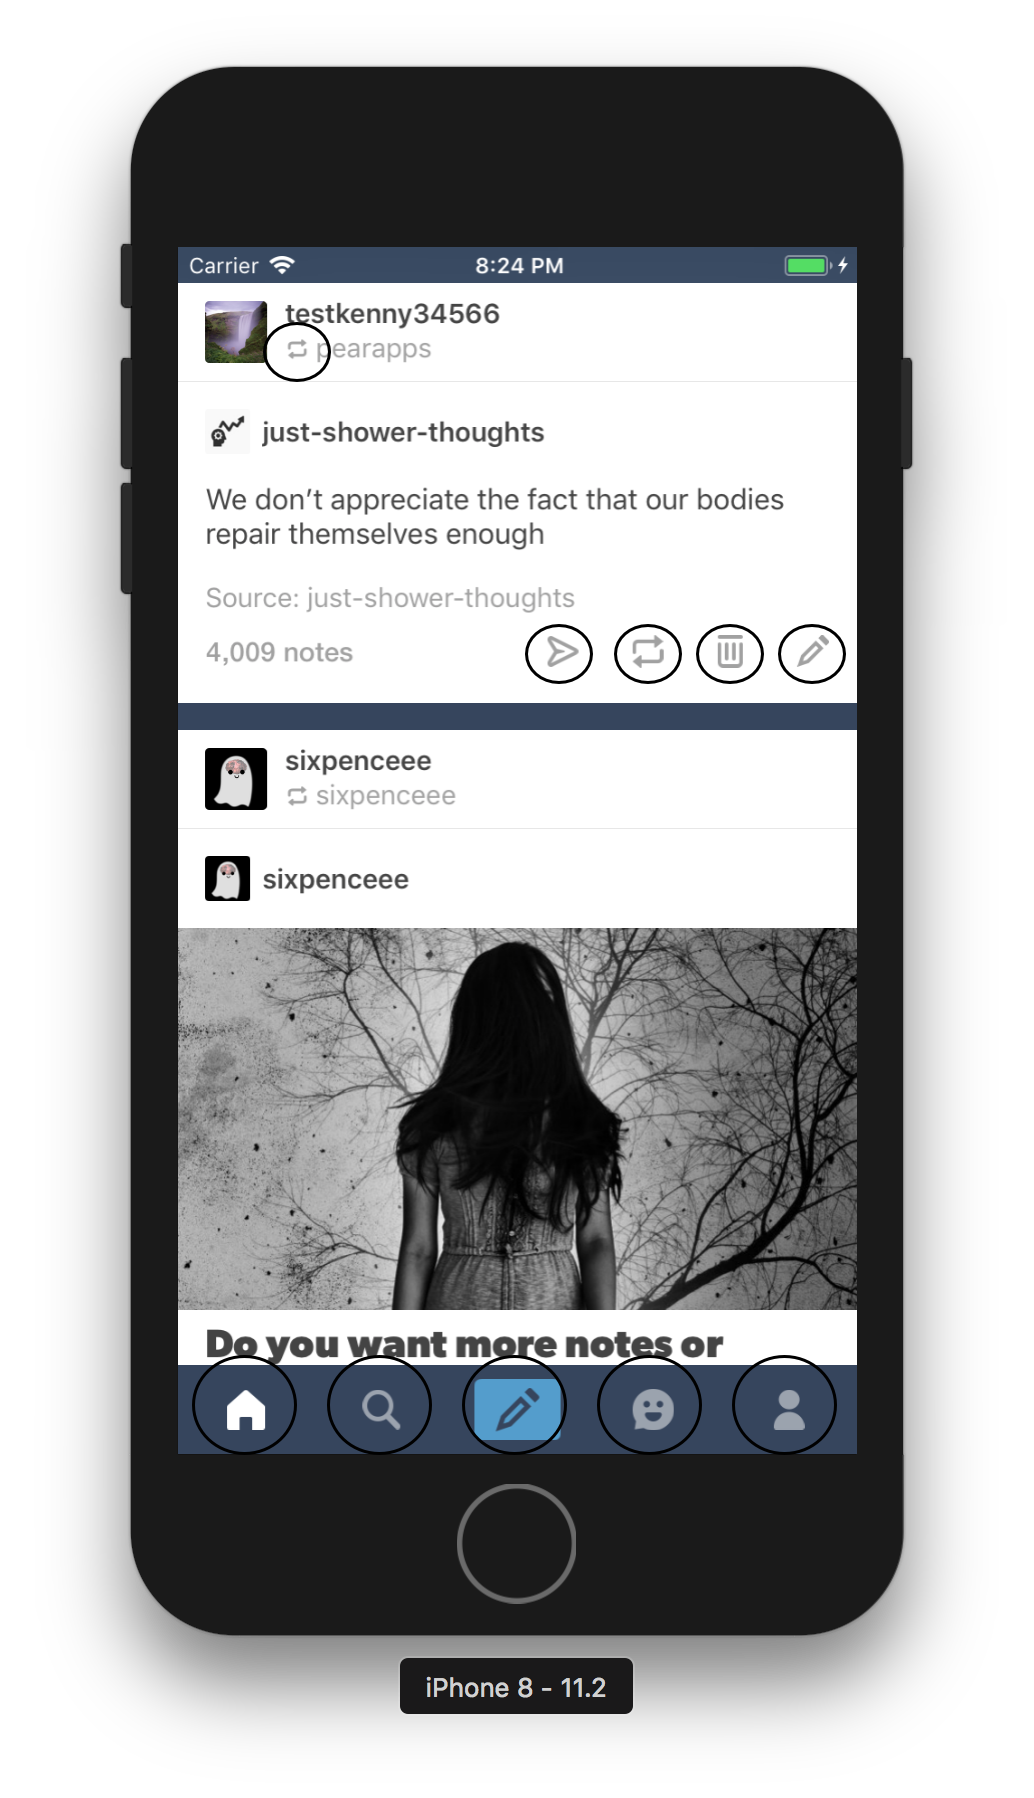 Carrier 8:24 PM
testkenny34566
pearapps
just-shower-thoughts
We don’t appreciate the fact that our bodies
repair themselves enough
Source: just-shower-thoughts
4,009 notes
sixpenceee
sixpenceee
sixpenceee
Do you want more notes or
iPhone 8 - 11.2